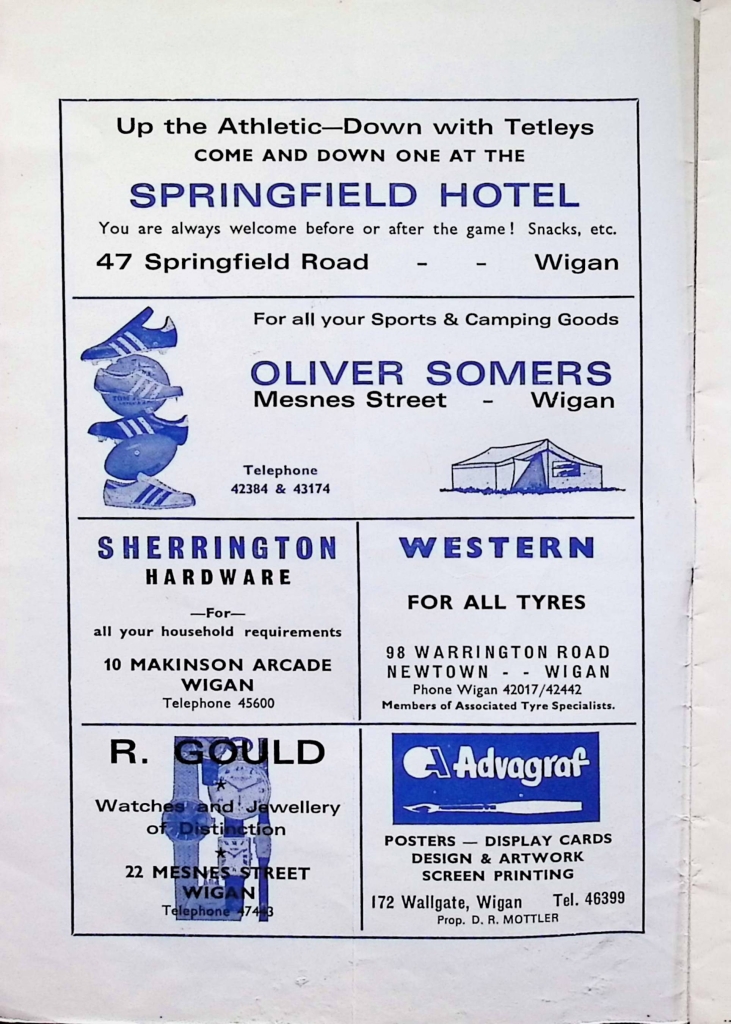 Up the Athletic—Down with Tetleys
COME AND DOWN ONE AT THE
SPRINGFIELD HOTEL
You are always welcome before or after the game! Snacks, etc.
47 Springfield Road - - Wigan
For all your Sports & Camping Goods
OLIVER SOMERS
Mesnes Street - Wigan
Telephone
42384 & 43174
SHERRINGTON
HARDWARE
—For—
all your household requirements
10 MAKINSON ARCADE
WIGAN
Telephone 45600
WESTERN
FOR ALL TYRES
98 WARRINGTON ROAD
NEWTOWN - - WIGAN
Phone Wigan 42017/42442
Members of Associated Tyre Specialists.
R. GOULD
★
Watches and Jewellery
of Distinction
★
22 MESNES STREET
WIGAN
Telephone 47443
Advagraf
POSTERS — DISPLAY CARDS
DESIGN & ARTWORK
SCREEN PRINTING
172 Wallgate, Wigan Tel. 46399
Prop. D. R. MOTTLER